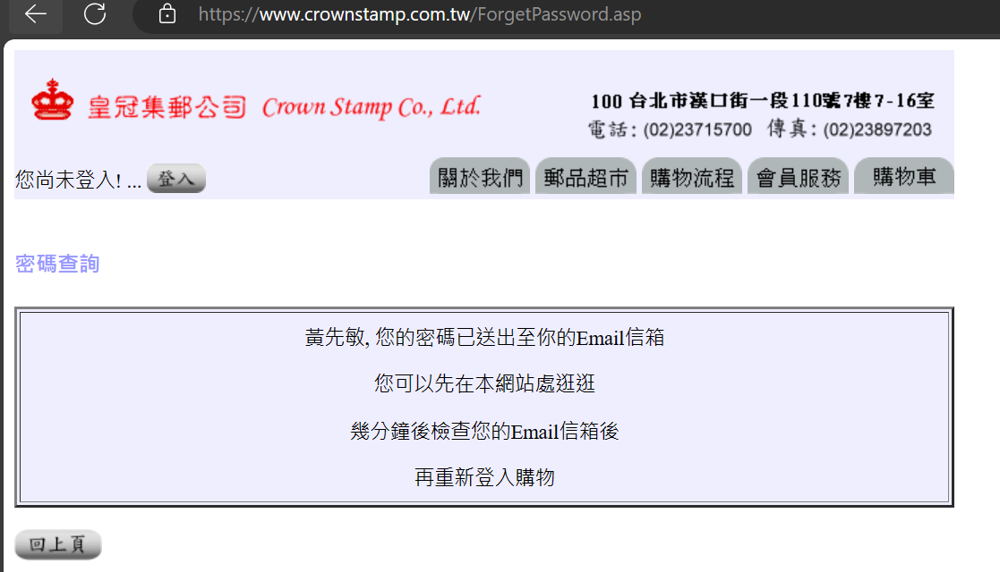 https://www.crownstamp.com.tw/ForgetPassword.asp
皇冠集郵公司 Crown Stamp Co., Ltd.
100 台北市漢口街一段110號7樓7-16室
電話：(02)23715700 傳真：(02)23897203
您尚未登入! ... 登入
關於我們 郵品超市 購物流程 會員服務 購物車
密碼查詢
黃先敏, 您的密碼已送出至你的Email信箱
您可以先在本網站處逛逛
幾分鐘後檢查您的Email信箱後
再重新登入購物
回上頁